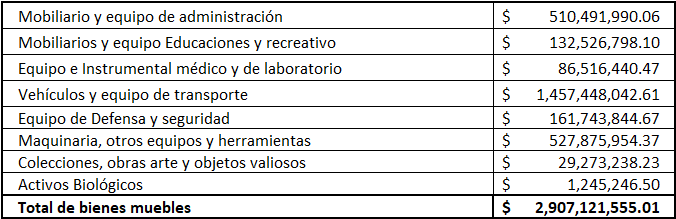 Mobiliario y equipo de administración $ 510,491,990.06
Mobiliarios y equipo Educaciones y recreativo $ 132,526,798.10
Equipo e Instrumental médico y de laboratorio $ 86,516,440.47
Vehículos y equipo de transporte $ 1,457,448,042.61
Equipo de Defensa y seguridad $ 161,743,844.67
Maquinaria, otros equipos y herramientas $ 527,875,954.37
Colecciones, obras arte y objetos valiosos $ 29,273,238.23
Activos Biológicos $ 1,245,246.50
Total de bienes muebles $ 2,907,121,555.01